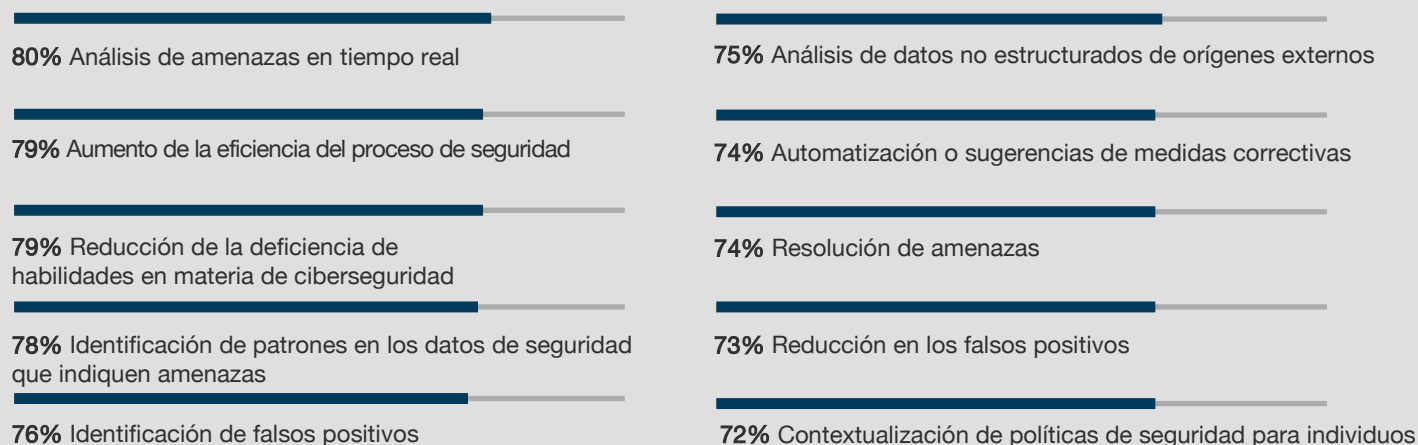 80% Análisis de amenazas en tiempo real
79% Aumento de la eficiencia del proceso de seguridad
79% Reducción de la deficiencia de
habilidades en materia de ciberseguridad
78% Identificación de patrones en los datos de seguridad
que indiquen amenazas
76% Identificación de falsos positivos
75% Análisis de datos no estructurados de orígenes externos
74% Automatización o sugerencias de medidas correctivas
74% Resolución de amenazas
73% Reducción en los falsos positivos
72% Contextualización de políticas de seguridad para individuos